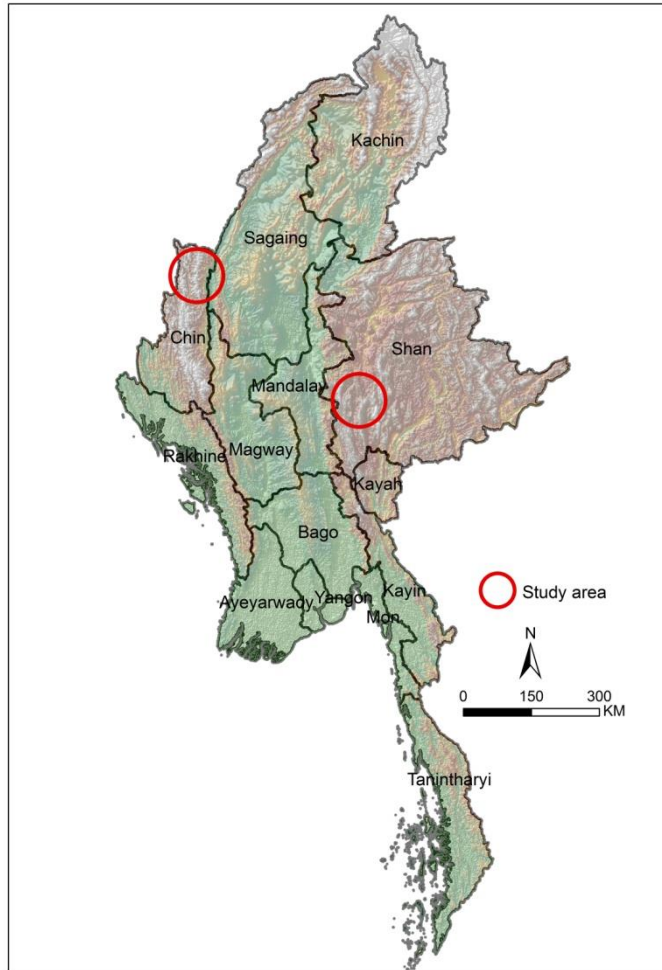 Kachin
Sagaing
Chin
Shan
Mandalay
Magway
Rakhine
Kayah
Bago
Ayeyarwady
Yangon
Kayin
Mon
Study area
N
0 150 300
KM
Tanintharyi